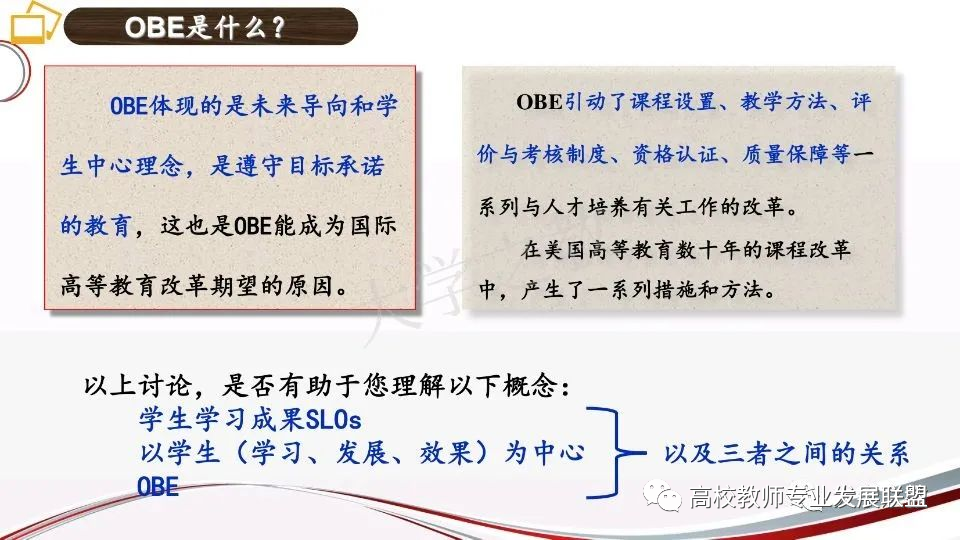 OBE是什么？
OBE体现的是未来导向和学
生中心理念，是遵守目标承诺
的教育，这也是OBE能成为国际
高等教育改革期望的原因。
OBE引动了课程设置、教学方法、评
价与考核制度、资格认证、质量保障等一
系列与人才培养有关工作的改革。
在美国高等教育数十年的课程改革
中，产生了一系列措施和方法。
以上讨论，是否有助于您理解以下概念：
学生学习成果SLOs
以学生（学习、发展、效果）为中心
OBE
以及三者之间的关系
高校教师专业发展联盟